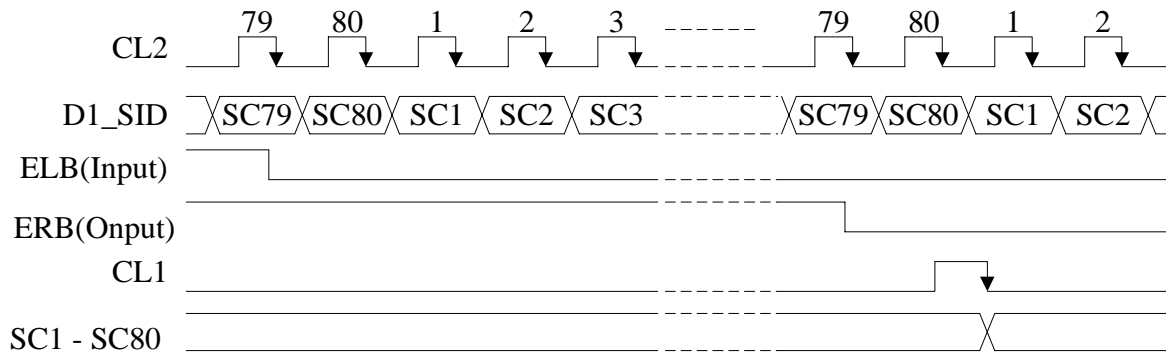 79 80 1 2 3 79 80 1 2
CL2
D1_SID SC79 SC80 SC1 SC2 SC3 SC79 SC80 SC1 SC2
ELB(Input)
ERB(Onput)
CL1
SC1 - SC80